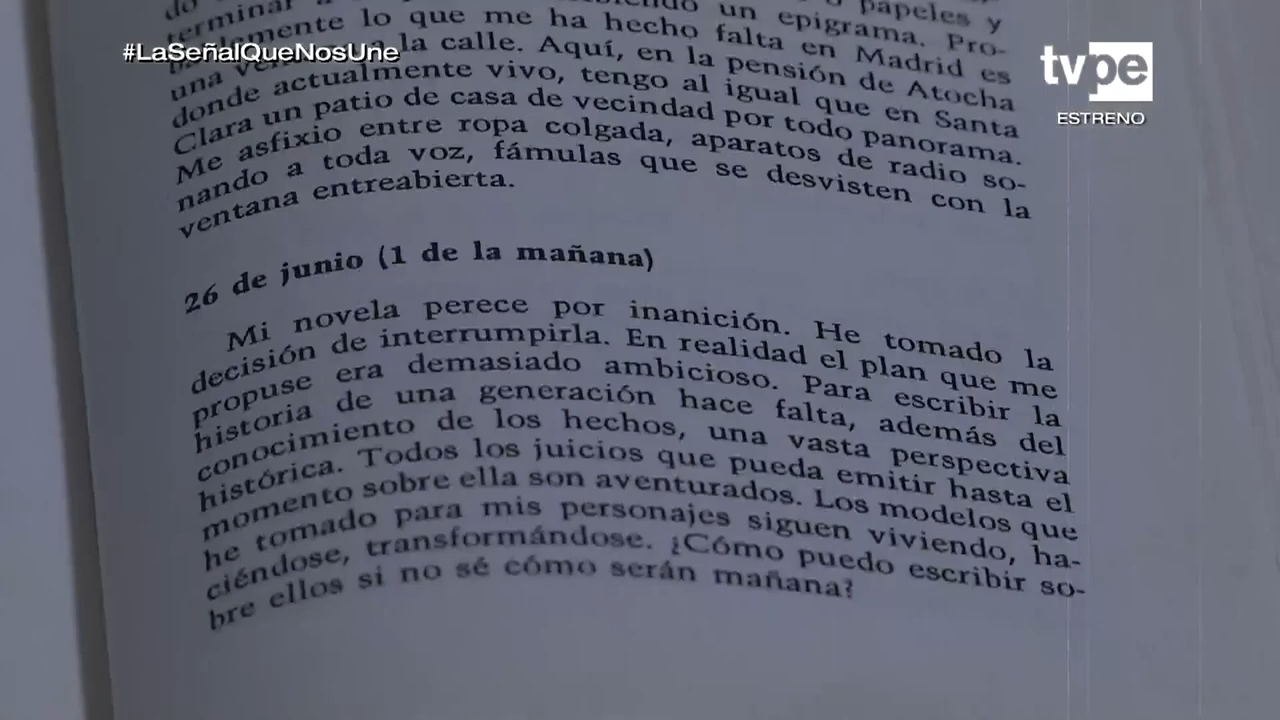 do papeles y
terminar un epigrama. Pro-
lo que me ha hecho falta en Madrid es
una la calle. Aquí, en la pensión de Atocha
donde actualmente vivo, tengo al igual que en Santa
Clara un patio de casa de vecindad por todo panorama.
Me asfixio entre ropa colgada, aparatos de radio so-
nando a toda voz, fámulas que se desvisten con la
ventana entreabierta.
26 de junio (1 de la mañana)
Mi novela perece por inanición. He tomado la
decisión de interrumpirla. En realidad el plan que me
propuse era demasiado ambicioso. Para escribir la
historia de una generación hace falta, además del
conocimiento de los hechos, una vasta perspectiva
histórica. Todos los juicios que pueda emitir hasta el
momento sobre ella son aventurados. Los modelos que
he tomado para mis personajes siguen viviendo, ha-
ciéndose, transformándose. ¿Cómo puedo escribir so-
bre ellos si no sé cómo serán mañana?
#LaSeñalQueNosUne
tvpe
ESTRENO